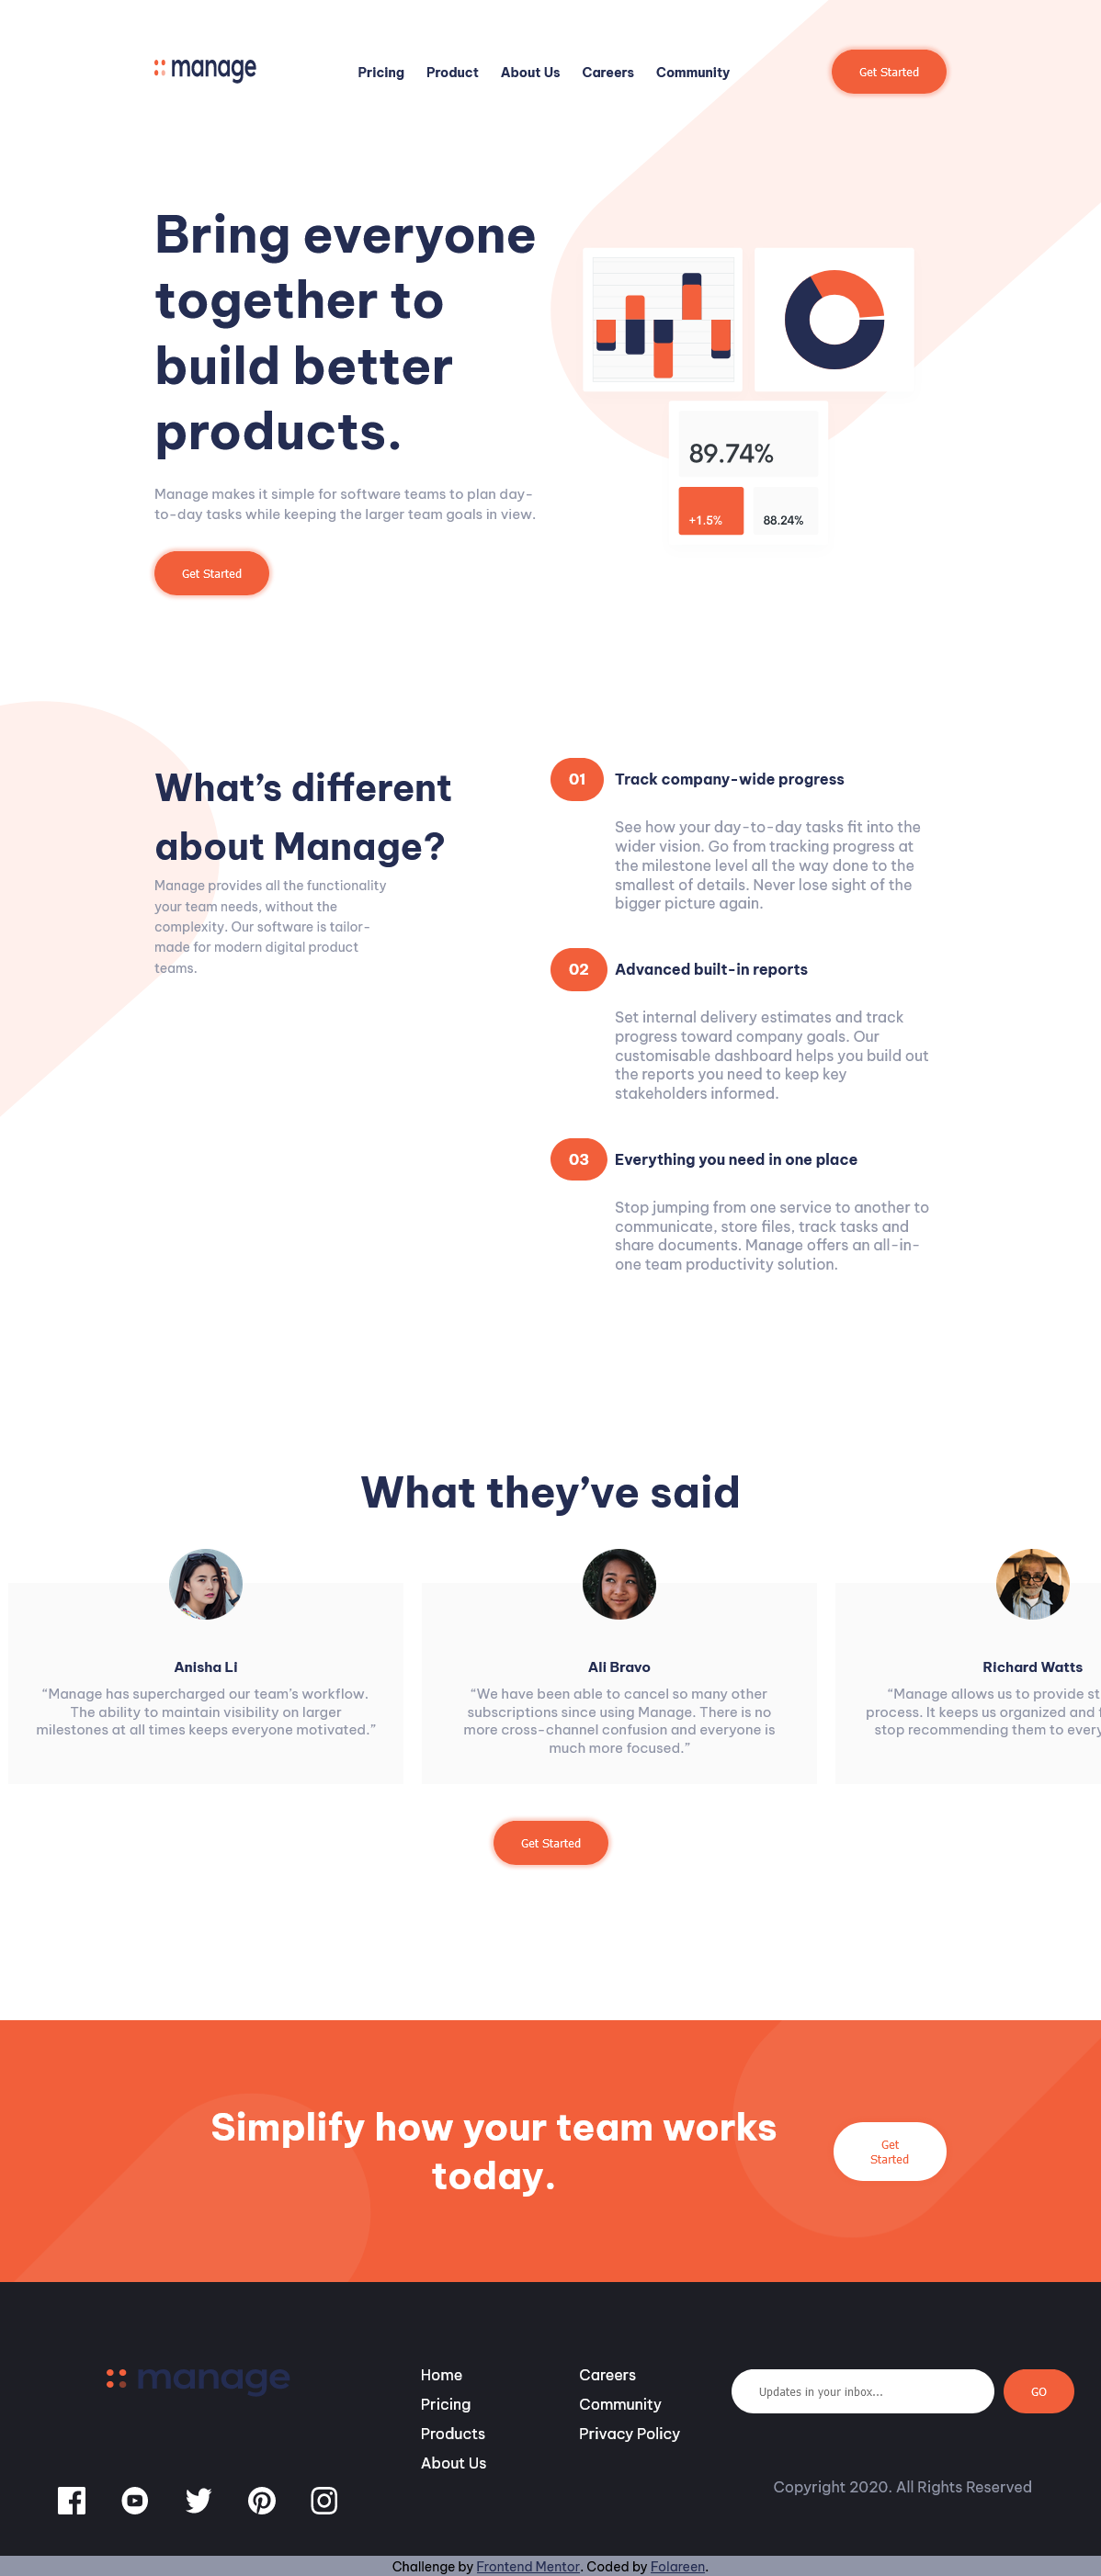 manage
Pricing Product About Us Careers Community
Get Started
Bring everyone
together to
build better
products.
Manage makes it simple for software teams to plan day-
to-day tasks while keeping the larger team goals in view.
Get Started
89.74%
+1.5%
88.24%
What’s different
about Manage?
Manage provides all the functionality
your team needs, without the
complexity. Our software is tailor-
made for modern digital product
teams.
01 Track company-wide progress
See how your day-to-day tasks fit into the
wider vision. Go from tracking progress at
the milestone level all the way done to the
smallest of details. Never lose sight of the
bigger picture again.
02 Advanced built-in reports
Set internal delivery estimates and track
progress toward company goals. Our
customisable dashboard helps you build out
the reports you need to keep key
stakeholders informed.
03 Everything you need in one place
Stop jumping from one service to another to
communicate, store files, track tasks and
share documents. Manage offers an all-in-
one team productivity solution.
What they’ve said
Anisha Li
“Manage has supercharged our team’s workflow.
The ability to maintain visibility on larger
milestones at all times keeps everyone motivated.”
Ali Bravo
“We have been able to cancel so many other
subscriptions since using Manage. There is no
more cross-channel confusion and everyone is
much more focused.”
Richard Watts
“Manage allows us to provide st
process. It keeps us organized and
stop recommending them to every
Get Started
Simplify how your team works
today.
Get
Started
manage
Home
Pricing
Products
About Us
Careers
Community
Privacy Policy
Updates in your inbox...
GO
Copyright 2020. All Rights Reserved
Challenge by Frontend Mentor. Coded by Folareen.